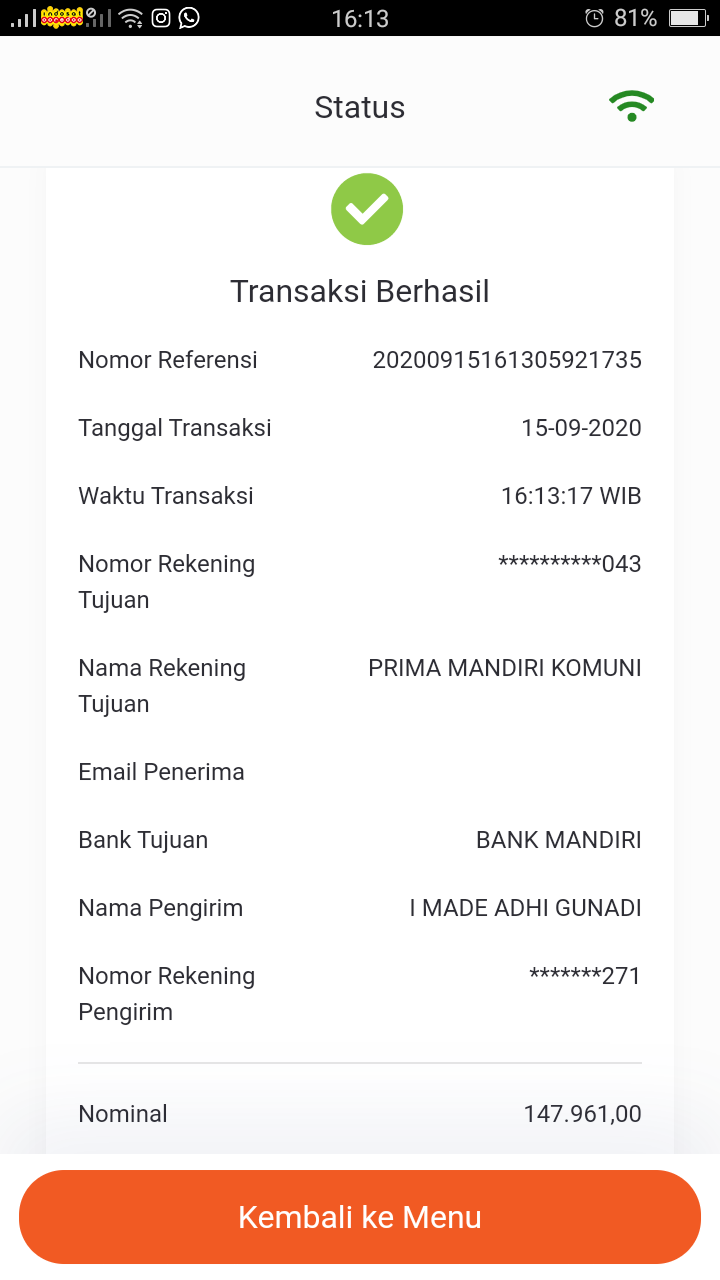 indosat
ooredoo
16:13
81%
Status
Transaksi Berhasil
Nomor Referensi 20200915161305921735
Tanggal Transaksi 15-09-2020
Waktu Transaksi 16:13:17 WIB
Nomor Rekening **********043
Tujuan
Nama Rekening PRIMA MANDIRI KOMUNI
Tujuan
Email Penerima
Bank Tujuan BANK MANDIRI
Nama Pengirim I MADE ADHI GUNADI
Nomor Rekening *******271
Pengirim
Nominal 147.961,00
Kembali ke Menu